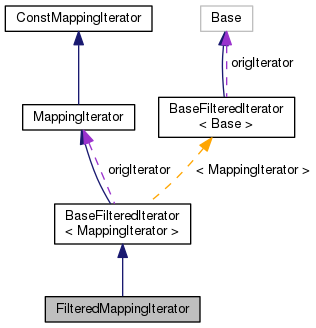 ConstMappingIterator
Base
origIterator
MappingIterator
BaseFilteredIterator
< Base >
origIterator
< MappingIterator >
BaseFilteredIterator
< MappingIterator >
FilteredMappingIterator